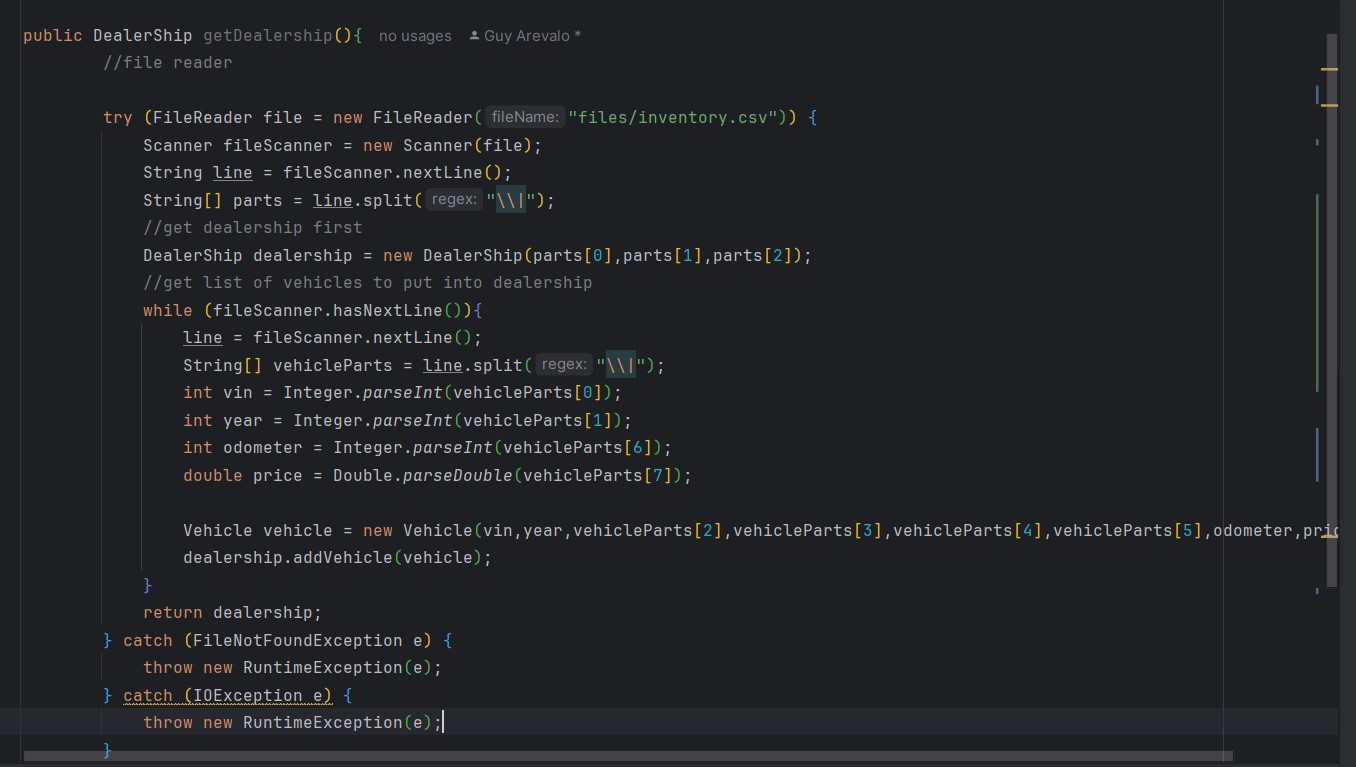 public DealerShip getDealership(){ no usages Guy Arevalo *
//file reader
try (FileReader file = new FileReader( fileName: "files/inventory.csv")) {
Scanner fileScanner = new Scanner(file);
String line = fileScanner.nextLine();
String[] parts = line.split( regex: "\\|");
//get dealership first
DealerShip dealership = new DealerShip(parts[0],parts[1],parts[2]);
//get list of vehicles to put into dealership
while (fileScanner.hasNextLine()){
line = fileScanner.nextLine();
String[] vehicleParts = line.split( regex: "\\|");
int vin = Integer.parseInt(vehicleParts[0]);
int year = Integer.parseInt(vehicleParts[1]);
int odometer = Integer.parseInt(vehicleParts[6]);
double price = Double.parseDouble(vehicleParts[7]);
Vehicle vehicle = new Vehicle(vin,year,vehicleParts[2],vehicleParts[3],vehicleParts[4],vehicleParts[5],odometer,
dealership.addVehicle(vehicle);
}
return dealership;
} catch (FileNotFoundException e) {
throw new RuntimeException(e);
} catch (IOException e) {
throw new RuntimeException(e);
}